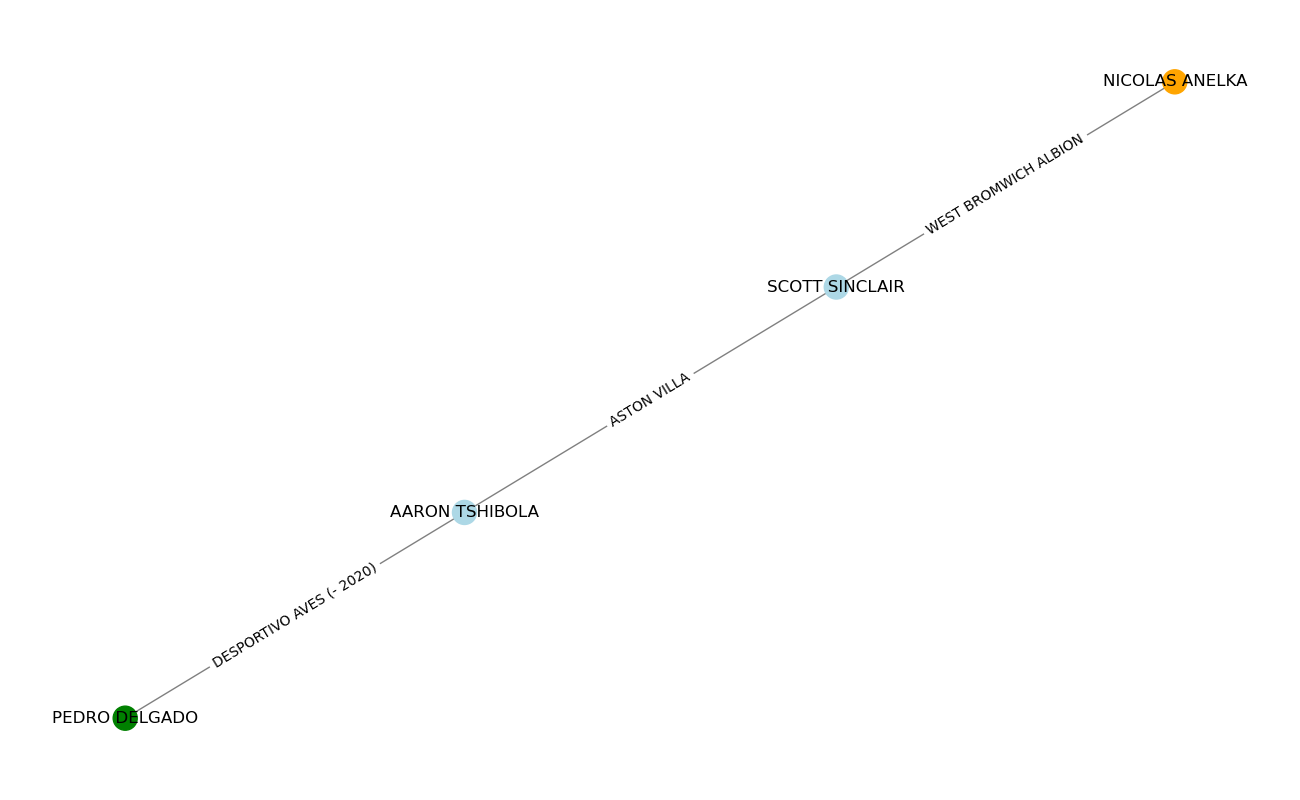 NICOLAS ANELKA
WEST BROMWICH ALBION
SCOTT SINCLAIR
ASTON VILLA
AARON TSHIBOLA
DESPORTIVO AVES (- 2020)
PEDRO DELGADO